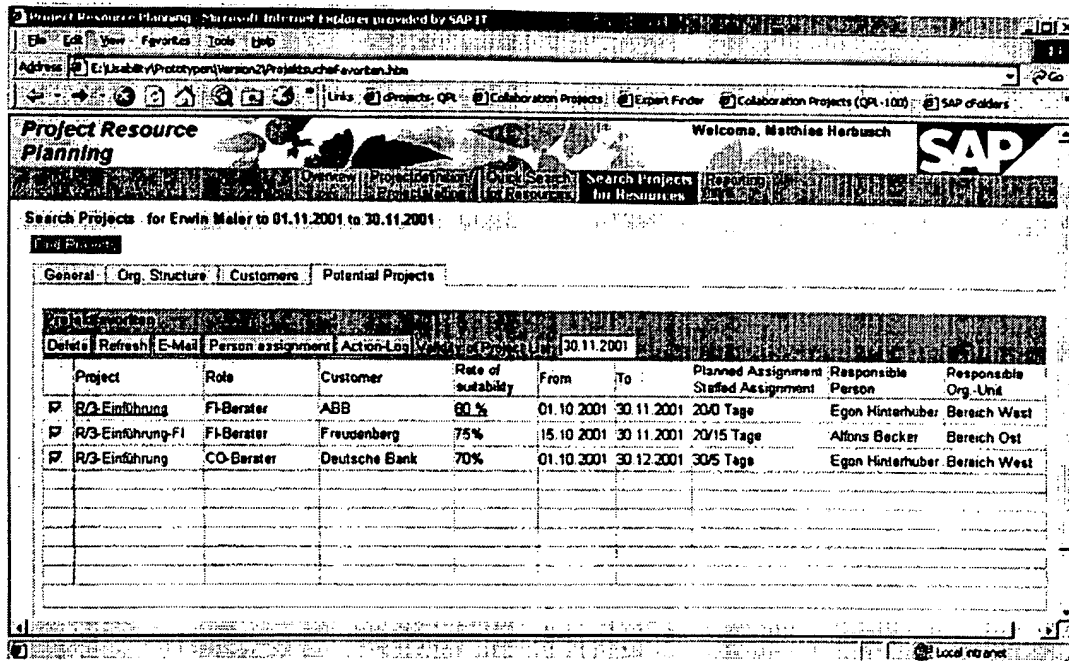 Project Resource Planning - Microsoft Internet Explorer provided by SAP IT
File Edit View Favorites Tools Help
Address E:\Usability\Prototypen\Version2\ProjektsucheFavoriten.htm Go
Links cProjects- QPL Collaboration Projects Expert Finder Collaboration Projects (QPL-100) SAP cFolders
Project Resource Planning
Welcome, Matthias Harbusch
SAP
Overview
Quick Search for Resources
Search Projects for Resources
Reporting
Search Projects for Erwin Maier to 01.11.2001 to 30.11.2001
Find Projects
General Org. Structure Customers Potential Projects
Projektfavoriten
Delete Refresh E-Mail Person assignment Action-Log Validity of Project List 30.11.2001
Project Role Customer Rate of suitability From To Planned Assignment Staffed Assignment Responsible Person Responsible Org.-Unit
R/3-Einführung FI-Berater ABB 80 % 01.10 2001 30.11.2001 20/0 Tage Egon Hinterhuber Bereich West
R/3-Einführung-FI FI-Berater Freudenberg 75% 15.10 2001 30 11 2001 20/15 Tage Alfons Becker Bereich Ost
R/3-Einführung CO-Berater Deutsche Bank 70% 01.10 2001 30.12.2001 30/5 Tage Egon Hinterhuber Bereich West
Local intranet